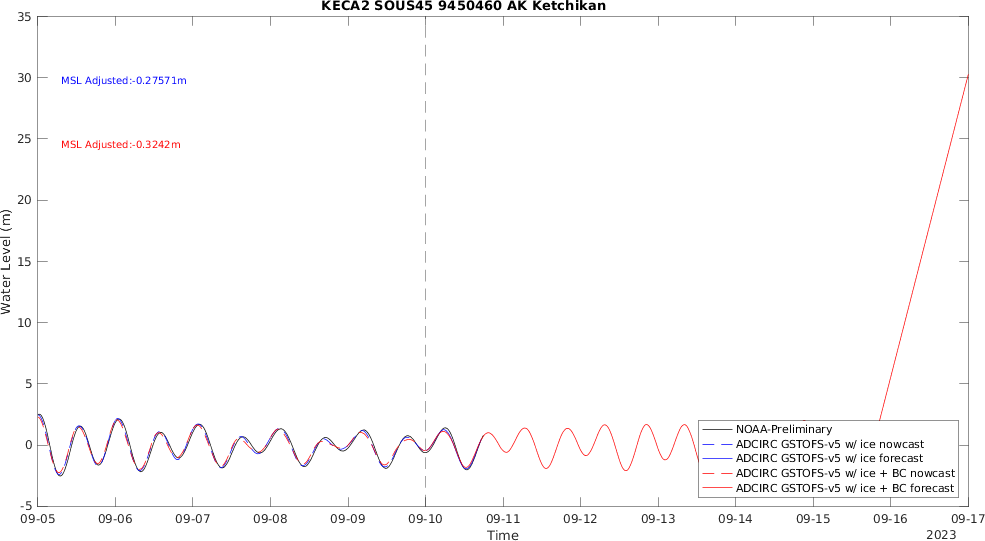 KECA2 SOUS45 9450460 AK Ketchikan
35
30
25
20
15
10
5
0
-5
Water Level (m)
MSL Adjusted:-0.27571m
MSL Adjusted:-0.3242m
NOAA-Preliminary
ADCIRC GSTOFS-v5 w/ ice nowcast
ADCIRC GSTOFS-v5 w/ ice forecast
ADCIRC GSTOFS-v5 w/ ice + BC nowcast
ADCIRC GSTOFS-v5 w/ ice + BC forecast
09-05 09-06 09-07 09-08 09-09 09-10 09-11 09-12 09-13 09-14 09-15 09-16 09-17
Time
2023